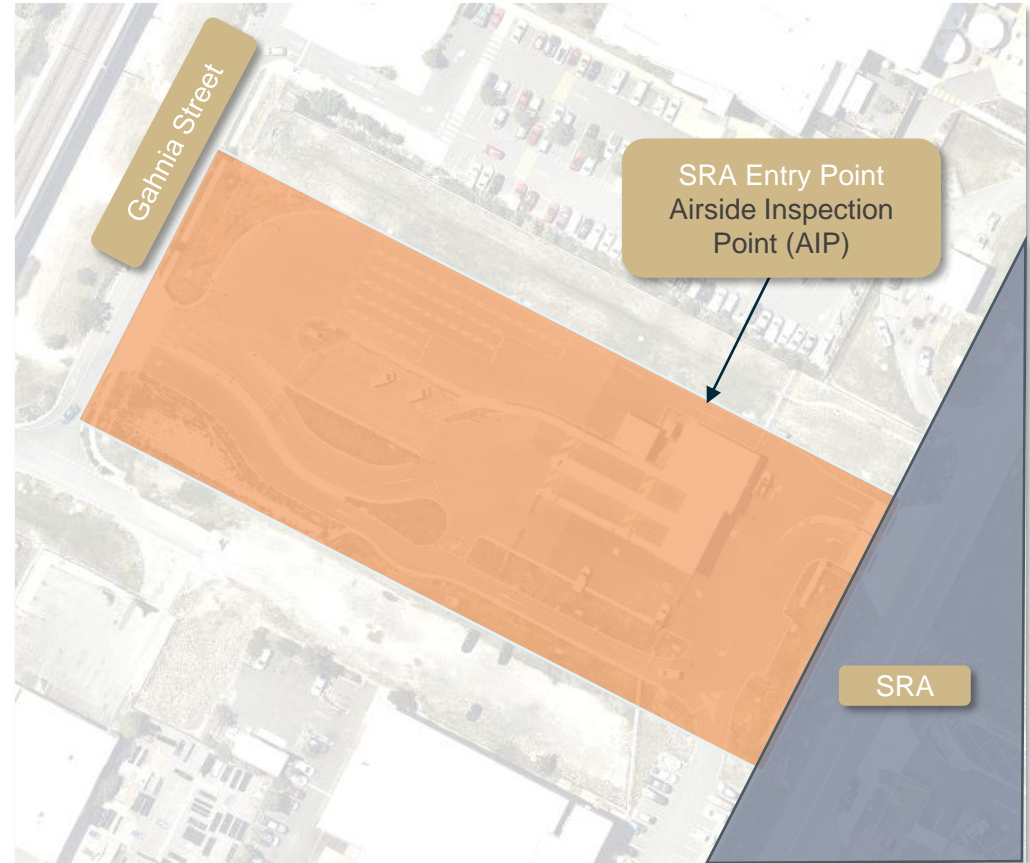 Gahnia Street
SRA Entry Point
Airside Inspection
Point (AIP)
SRA